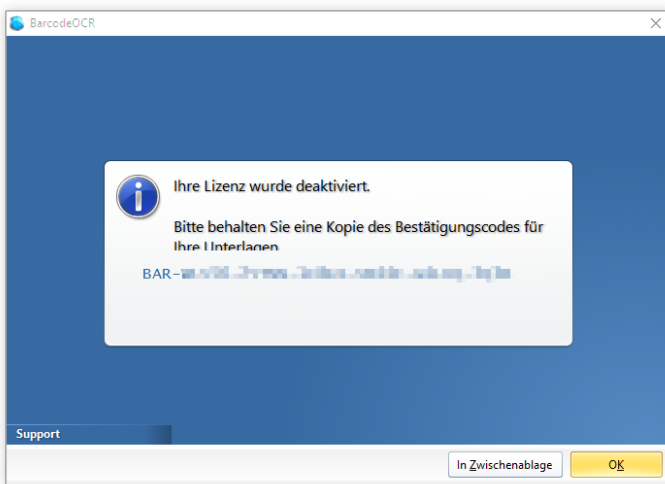 BarcodeOCR
Ihre Lizenz wurde deaktiviert.
Bitte behalten Sie eine Kopie des Bestätigungscodes für
Ihre Unterlagen
BAR-
Support
In Zwischenablage
OK